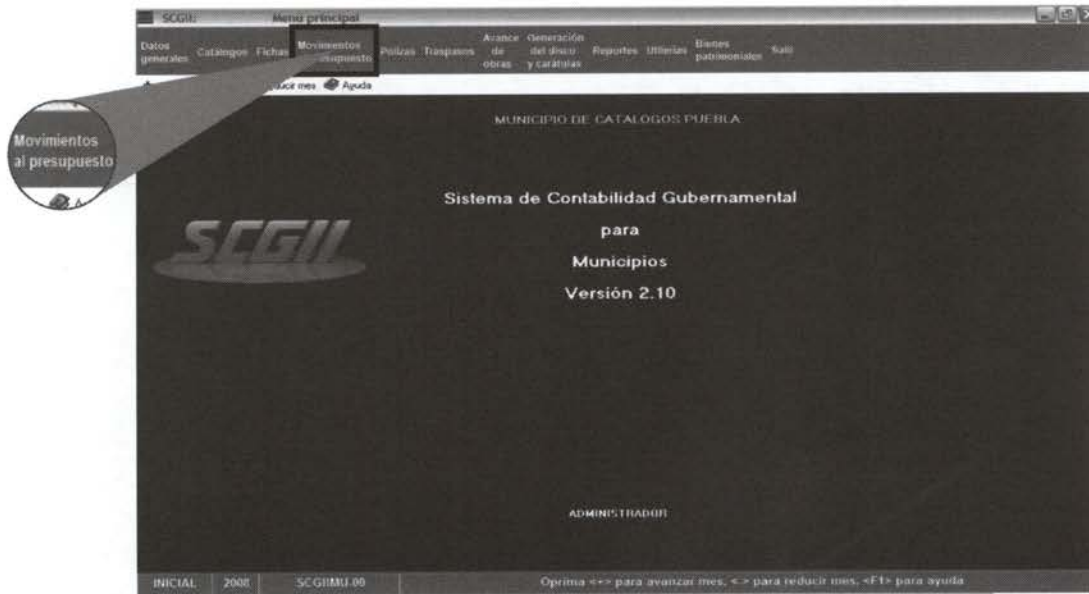 SCGII: Menú principal
Datos generales
Catálogos
Fichas
Movimientos
presupuesto
Pólizas
Traspasos
Avance de obras
Generación del disco y carátulas
Reportes
Utilerías
Bienes patrimoniales
Salir
reducir mes
Ayuda
Movimientos
al presupuesto
MUNICIPIO DE CATALOGOS PUEBLA
Sistema de Contabilidad Gubernamental
para
Municipios
Versión 2.10
SCGII
ADMINISTRADOR
INICIAL 2008 SCGIIMU-00 Oprima <+> para avanzar mes, <-> para reducir mes, <F1> para ayuda